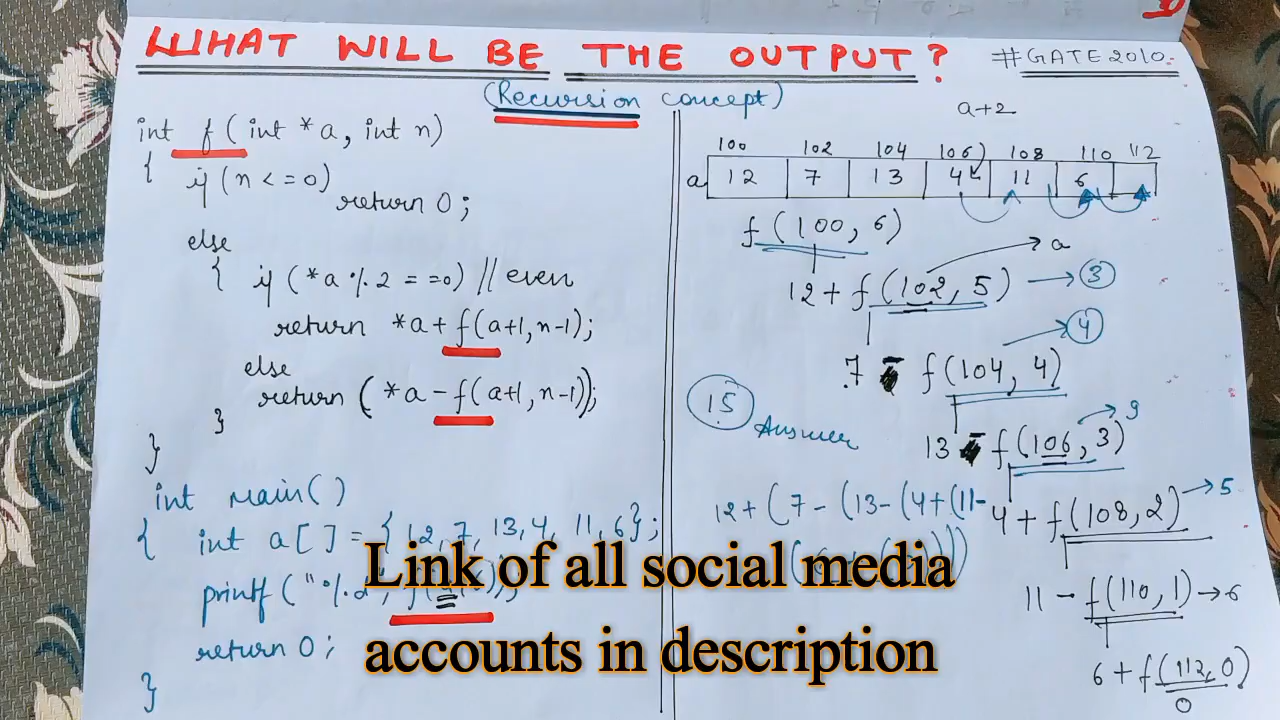 30
WHAT WILL BE THE OUTPUT?
#GATE2010
(Recursion concept)
int f(int *a, int n)
{ if(n<=0)
return 0;
else
{ if(*a%2==0) // even
return *a+f(a+1,n-1);
else
return (*a-f(a+1,n-1));
}
}
int main()
{ int a[]={12,7,13,4,11,6};
printf("%d",
return 0;
}
a+2
100 102 104 106) 108 110 112
a 12 7 13 4 11 6
f(100,6)
→ a
12+f(102,5) → 3
→ 4
7 - f(104,4)
15 Answer
→ 9
13 - f(106,3)
12+(7-(13-(4+(11-
4+f(108,2) → 5
11-f(110,1) → 6
6+f(112,0)
0
Link of all social media
accounts in description